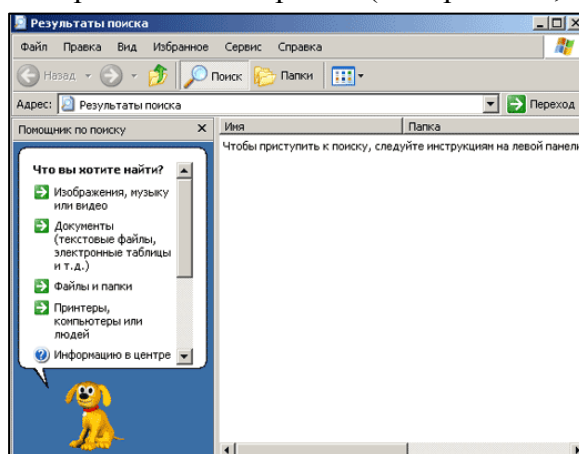 Результаты поиска
Файл Правка Вид Избранное Сервис Справка
Назад Поиск Папки
Адрес: Результаты поиска Переход
Помощник по поиску X
Имя Папка
Чтобы приступить к поиску, следуйте инструкциям на левой панели
Что вы хотите найти?
Изображения, музыку
или видео
Документы
(текстовые файлы,
электронные таблицы
и т.д.)
Файлы и папки
Принтеры,
компьютеры или
людей
Информацию в центре